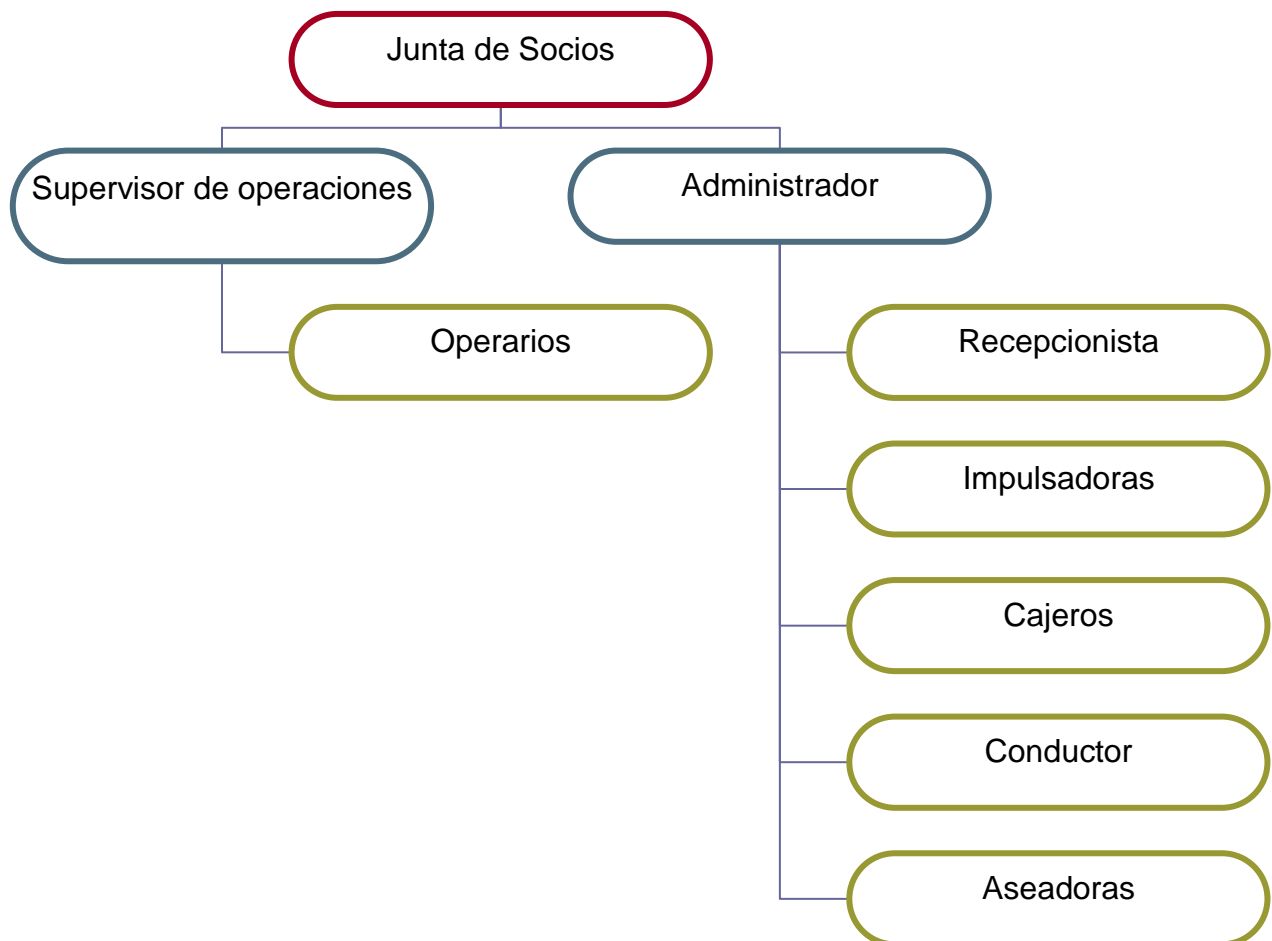 Junta de Socios
Supervisor de operaciones
Administrador
Operarios
Recepcionista
Impulsadoras
Cajeros
Conductor
Aseadoras